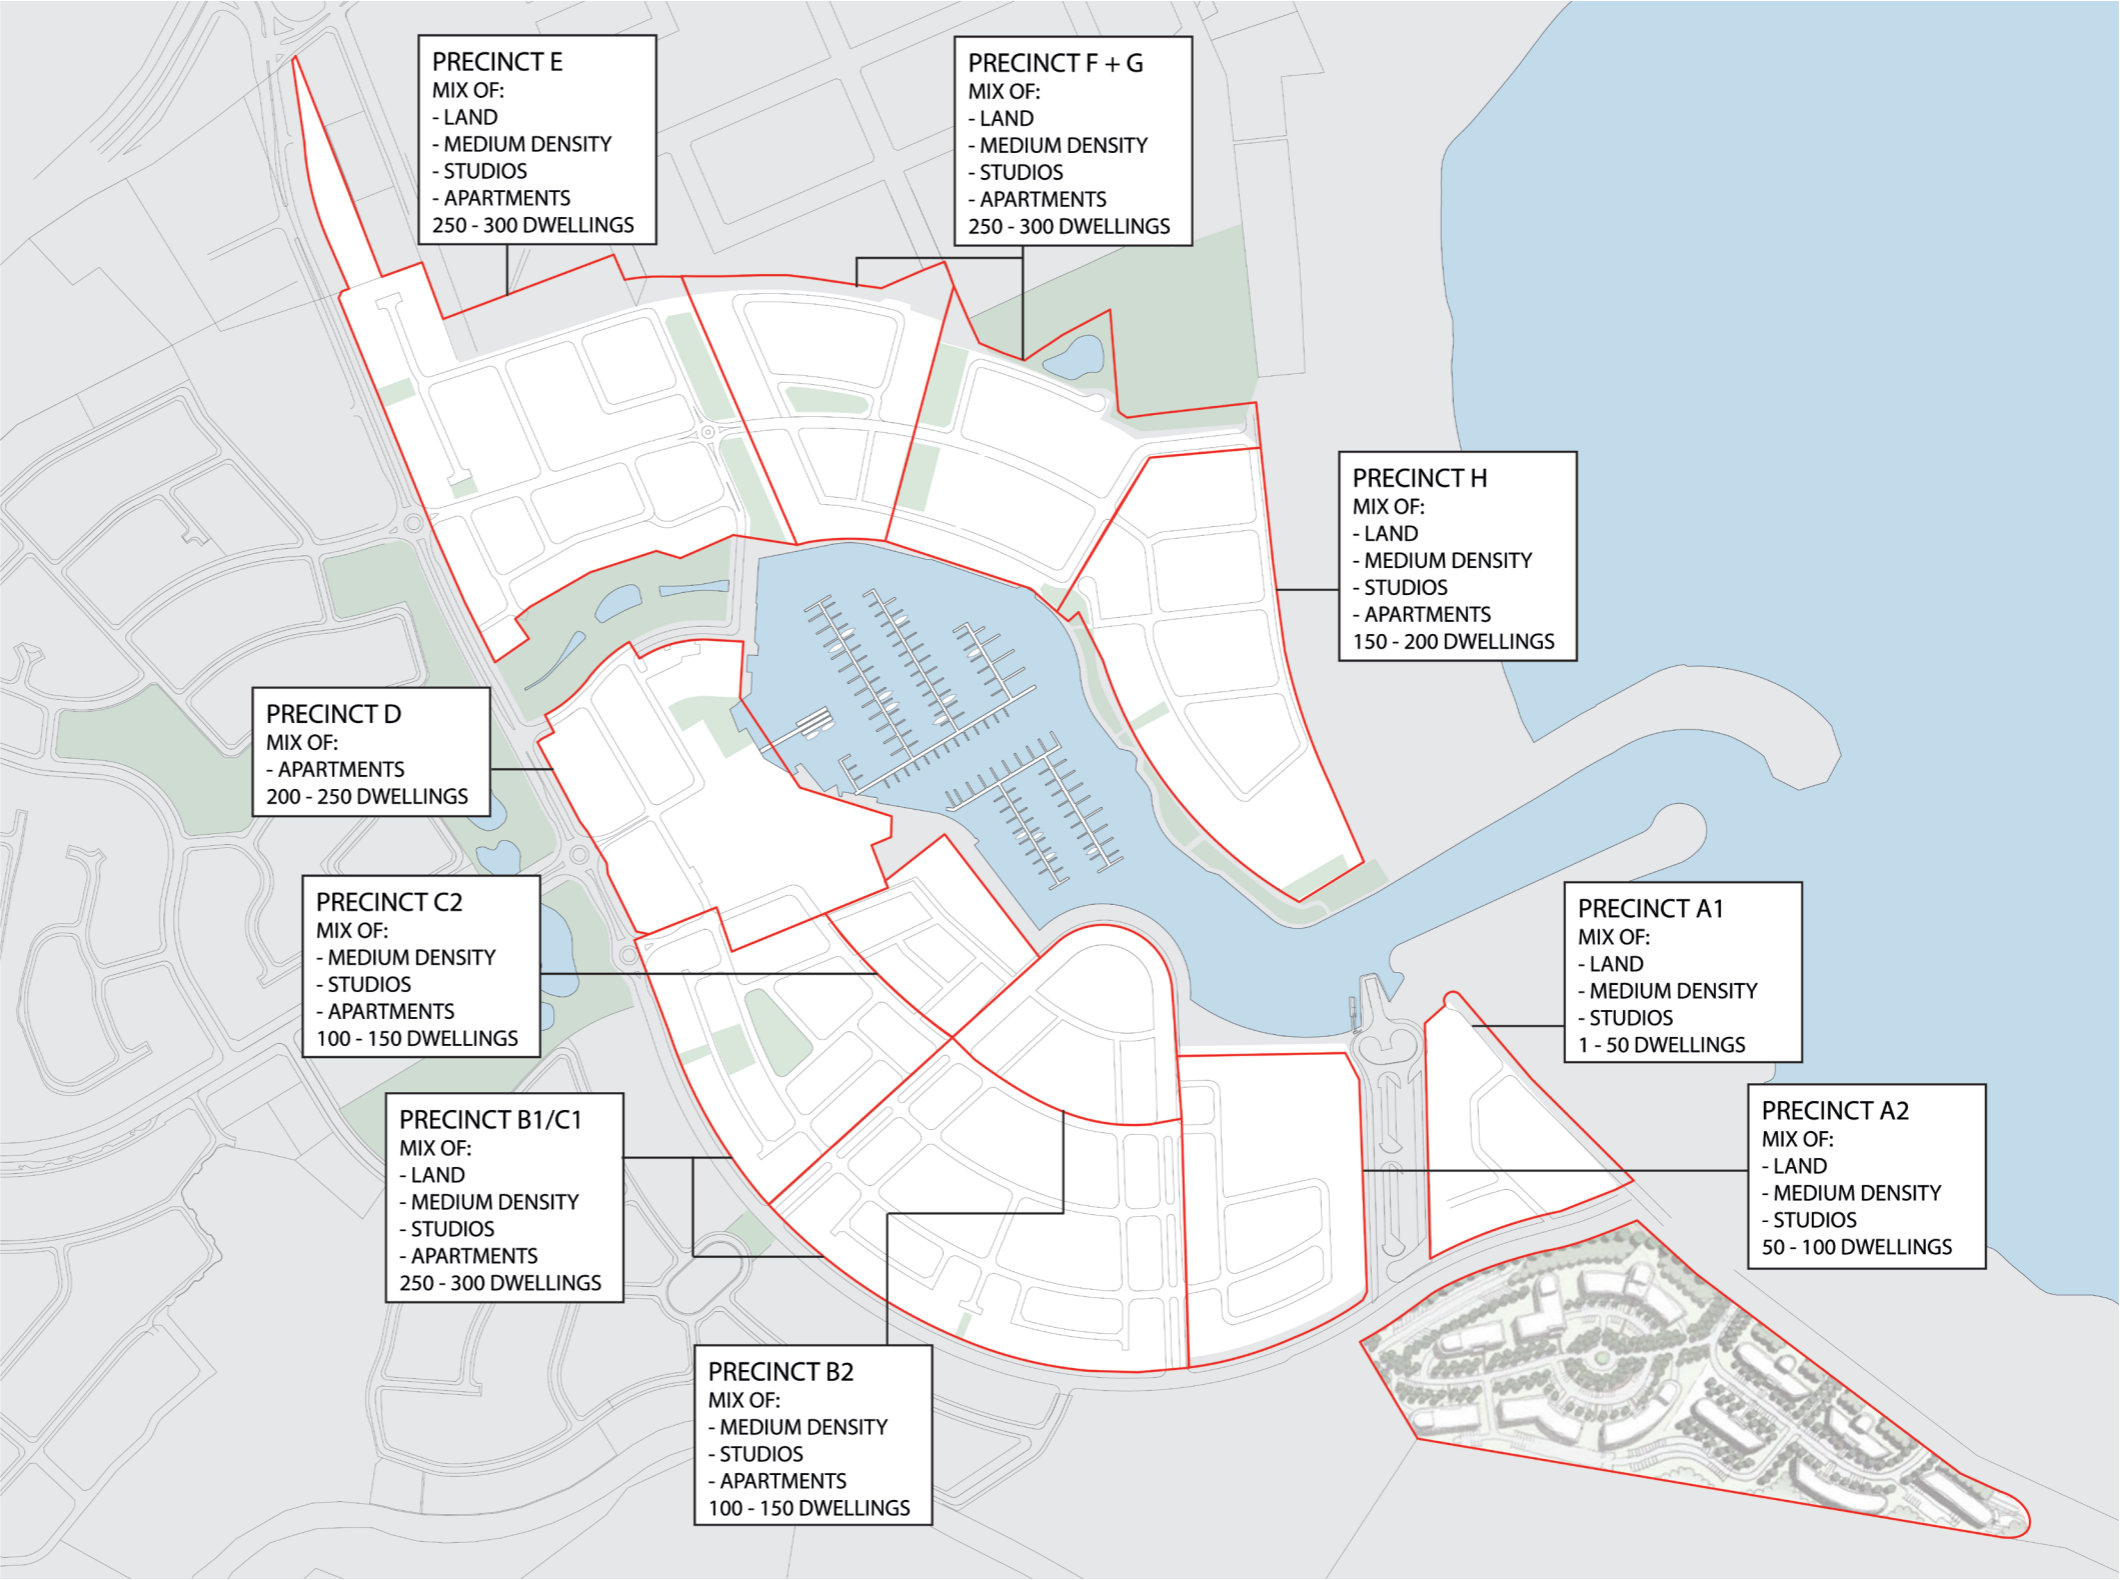 PRECINCT E
MIX OF:
- LAND
- MEDIUM DENSITY
- STUDIOS
- APARTMENTS
250 - 300 DWELLINGS
PRECINCT F + G
MIX OF:
- LAND
- MEDIUM DENSITY
- STUDIOS
- APARTMENTS
250 - 300 DWELLINGS
PRECINCT H
MIX OF:
- LAND
- MEDIUM DENSITY
- STUDIOS
- APARTMENTS
150 - 200 DWELLINGS
PRECINCT D
MIX OF:
- APARTMENTS
200 - 250 DWELLINGS
PRECINCT C2
MIX OF:
- MEDIUM DENSITY
- STUDIOS
- APARTMENTS
100 - 150 DWELLINGS
PRECINCT A1
MIX OF:
- LAND
- MEDIUM DENSITY
- STUDIOS
1 - 50 DWELLINGS
PRECINCT B1/C1
MIX OF:
- LAND
- MEDIUM DENSITY
- STUDIOS
- APARTMENTS
250 - 300 DWELLINGS
PRECINCT A2
MIX OF:
- LAND
- MEDIUM DENSITY
- STUDIOS
50 - 100 DWELLINGS
PRECINCT B2
MIX OF:
- MEDIUM DENSITY
- STUDIOS
- APARTMENTS
100 - 150 DWELLINGS